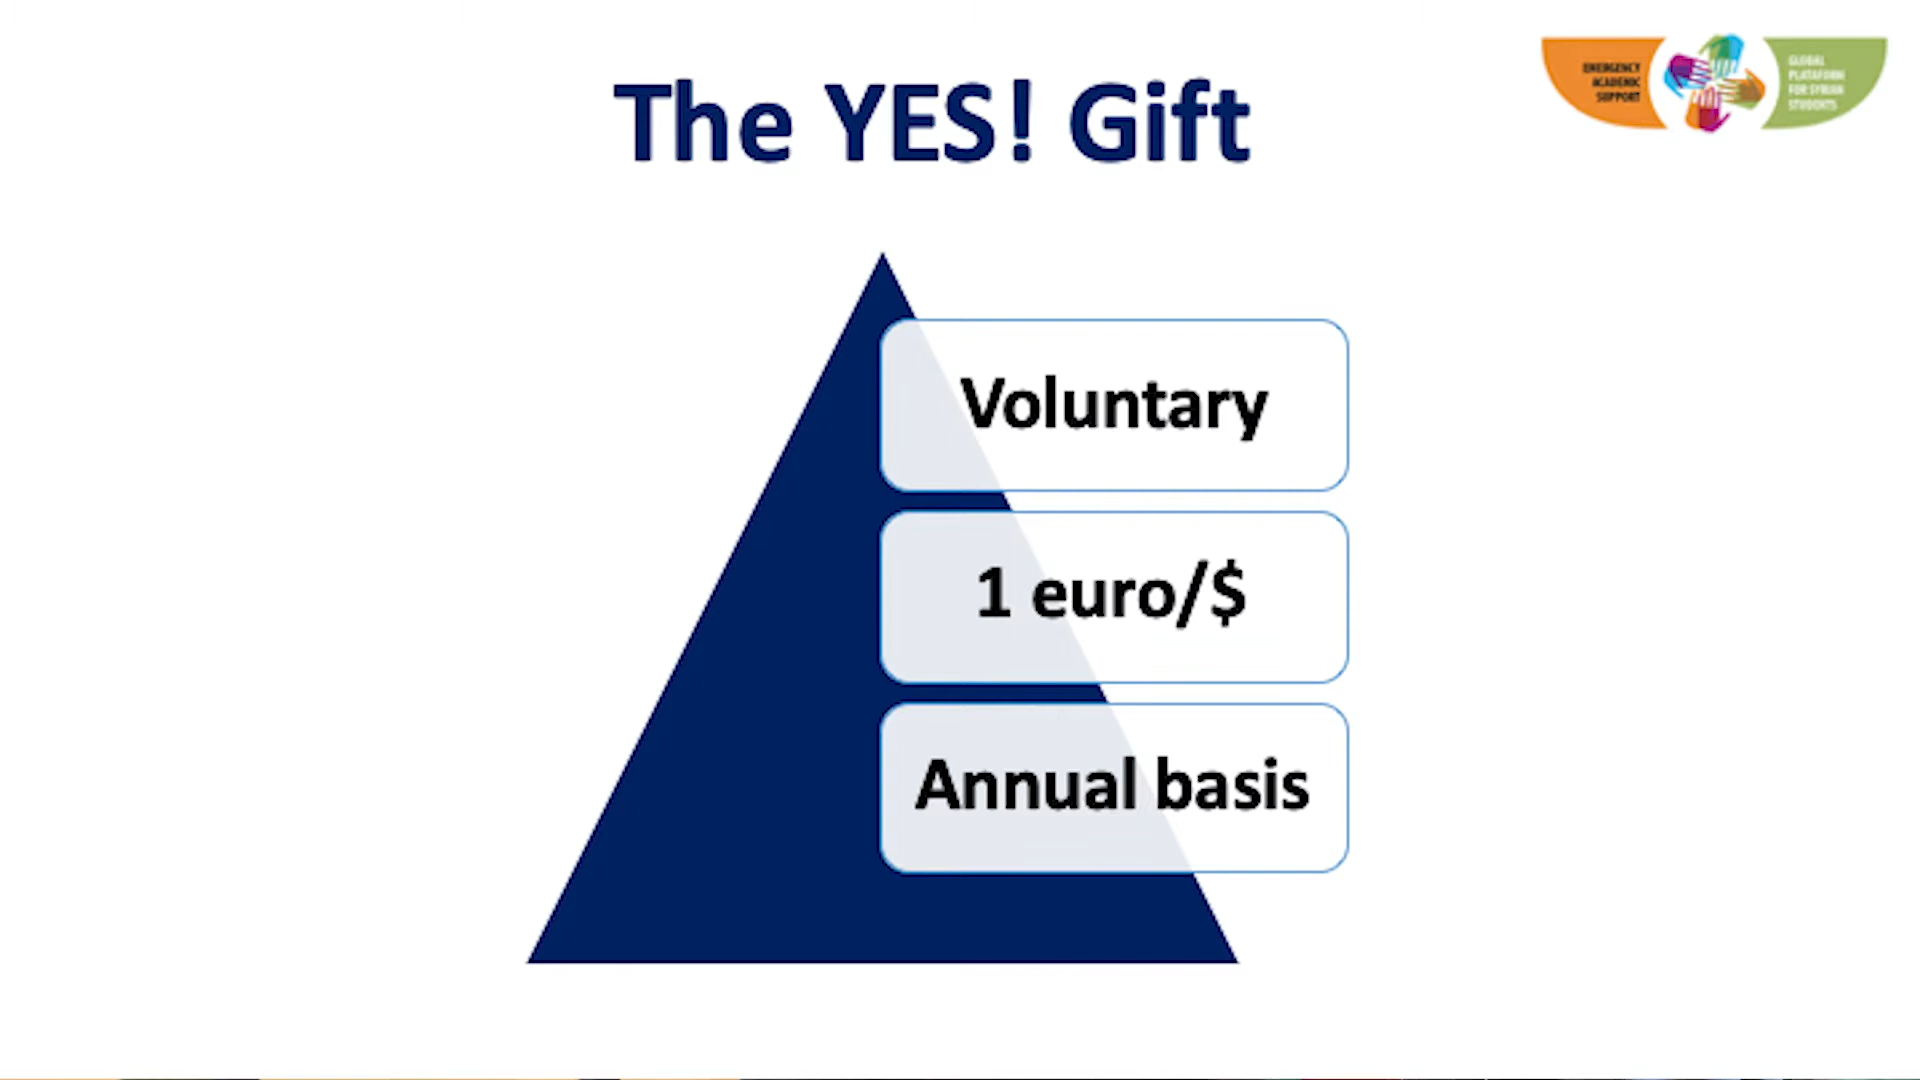 The YES! Gift
EMERGENCY
ACADEMIC
SUPPORT
GLOBAL
PLATAFORM
FOR SYRIAN
STUDENTS
Voluntary
1 euro/$
Annual basis